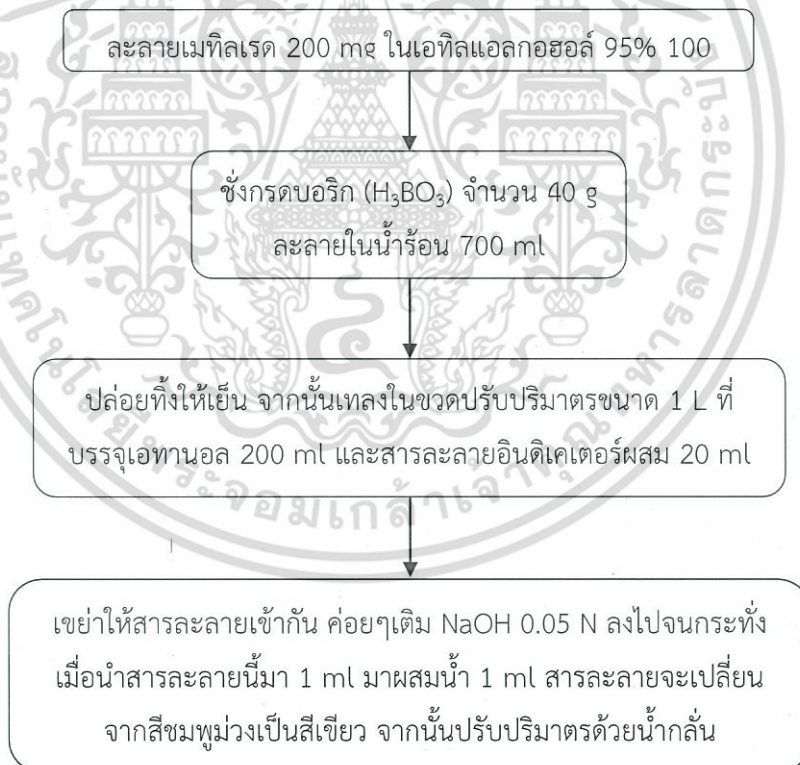 ละลายเมทิลเรด 200 mg ในเอทิลแอลกอฮอล์ 95% 100
ชั่งกรดบอริก (H₃BO₃) จำนวน 40 g
ละลายในน้ำร้อน 700 ml
ปล่อยทิ้งให้เย็น จากนั้นเทลงในขวดปรับปริมาตรขนาด 1 L ที่
บรรจุเอทานอล 200 ml และสารละลายอินดิเคเตอร์ผสม 20 ml
เขย่าให้สารละลายเข้ากัน ค่อยๆเติม NaOH 0.05 N ลงไปจนกระทั่ง
เมื่อนำสารละลายนี้มา 1 ml มาผสมน้ำ 1 ml สารละลายจะเปลี่ยน
จากสีชมพูม่วงเป็นสีเขียว จากนั้นปรับปริมาตรด้วยน้ำกลั่น